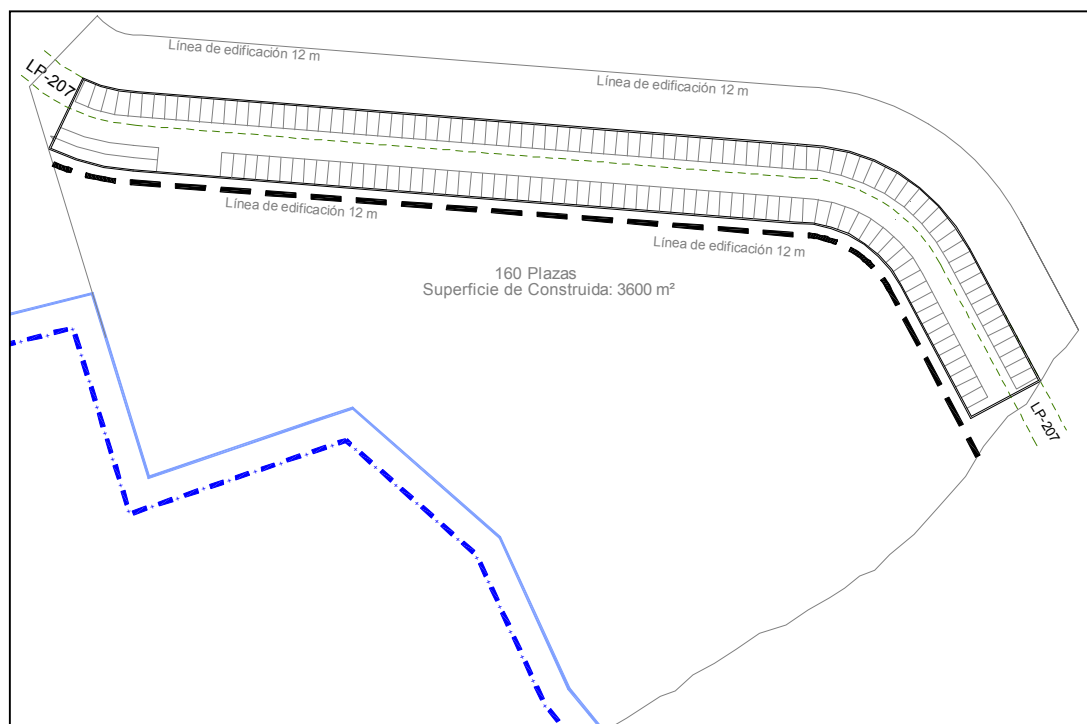 Línea de edificación 12 m
LP-207
Línea de edificación 12 m
Línea de edificación 12 m
Línea de edificación 12 m
160 Plazas
Superficie de Construida: 3600 m²
LP-207